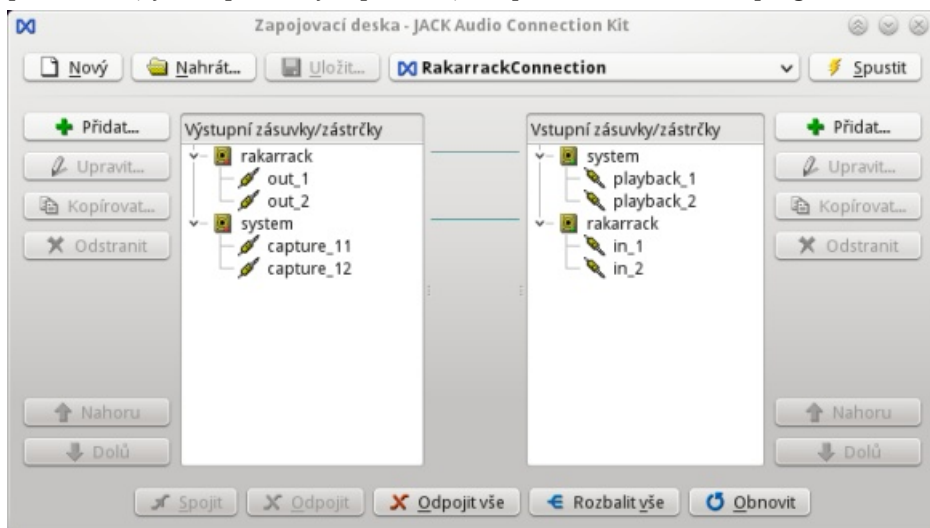 Zapojovací deska - JACK Audio Connection Kit
Nový Nahrát... Uložit... RakarrackConnection Spustit
Přidat... Výstupní zásuvky/zástrčky Vstupní zásuvky/zástrčky Přidat...
Upravit... rakarrack system Upravit...
out_1 playback_1
Kopírovat... out_2 playback_2 Kopírovat...
system rakarrack
Odstranit capture_11 in_1 Odstranit
capture_12 in_2
Nahoru Nahoru
Dolů Dolů
Spojit Odpojit Odpojit vše Rozbalit vše Obnovit